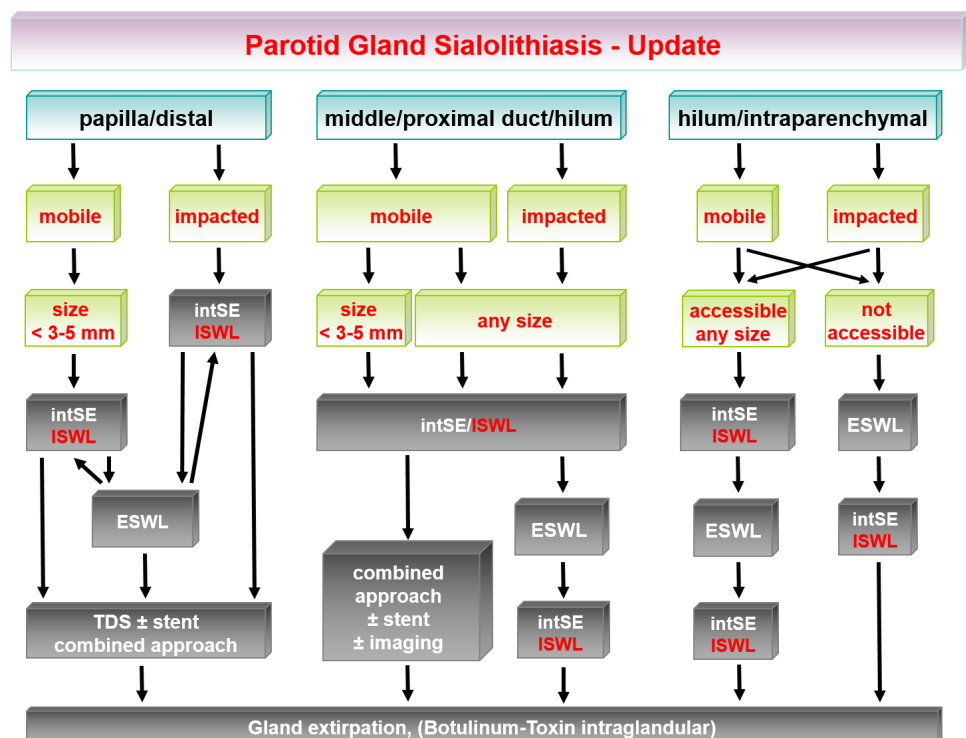 Parotid Gland Sialolithiasis - Update
papilla/distal
middle/proximal duct/hilum
hilum/intraparenchymal
mobile
impacted
mobile
impacted
mobile
impacted
size
< 3-5 mm
intSE
ISWL
size
< 3-5 mm
any size
accessible
any size
not
accessible
intSE
ISWL
intSE/ISWL
intSE
ISWL
ESWL
ESWL
ESWL
ESWL
intSE
ISWL
combined
approach
± stent
± imaging
TDS ± stent
combined approach
intSE
ISWL
intSE
ISWL
Gland extirpation, (Botulinum-Toxin intraglandular)